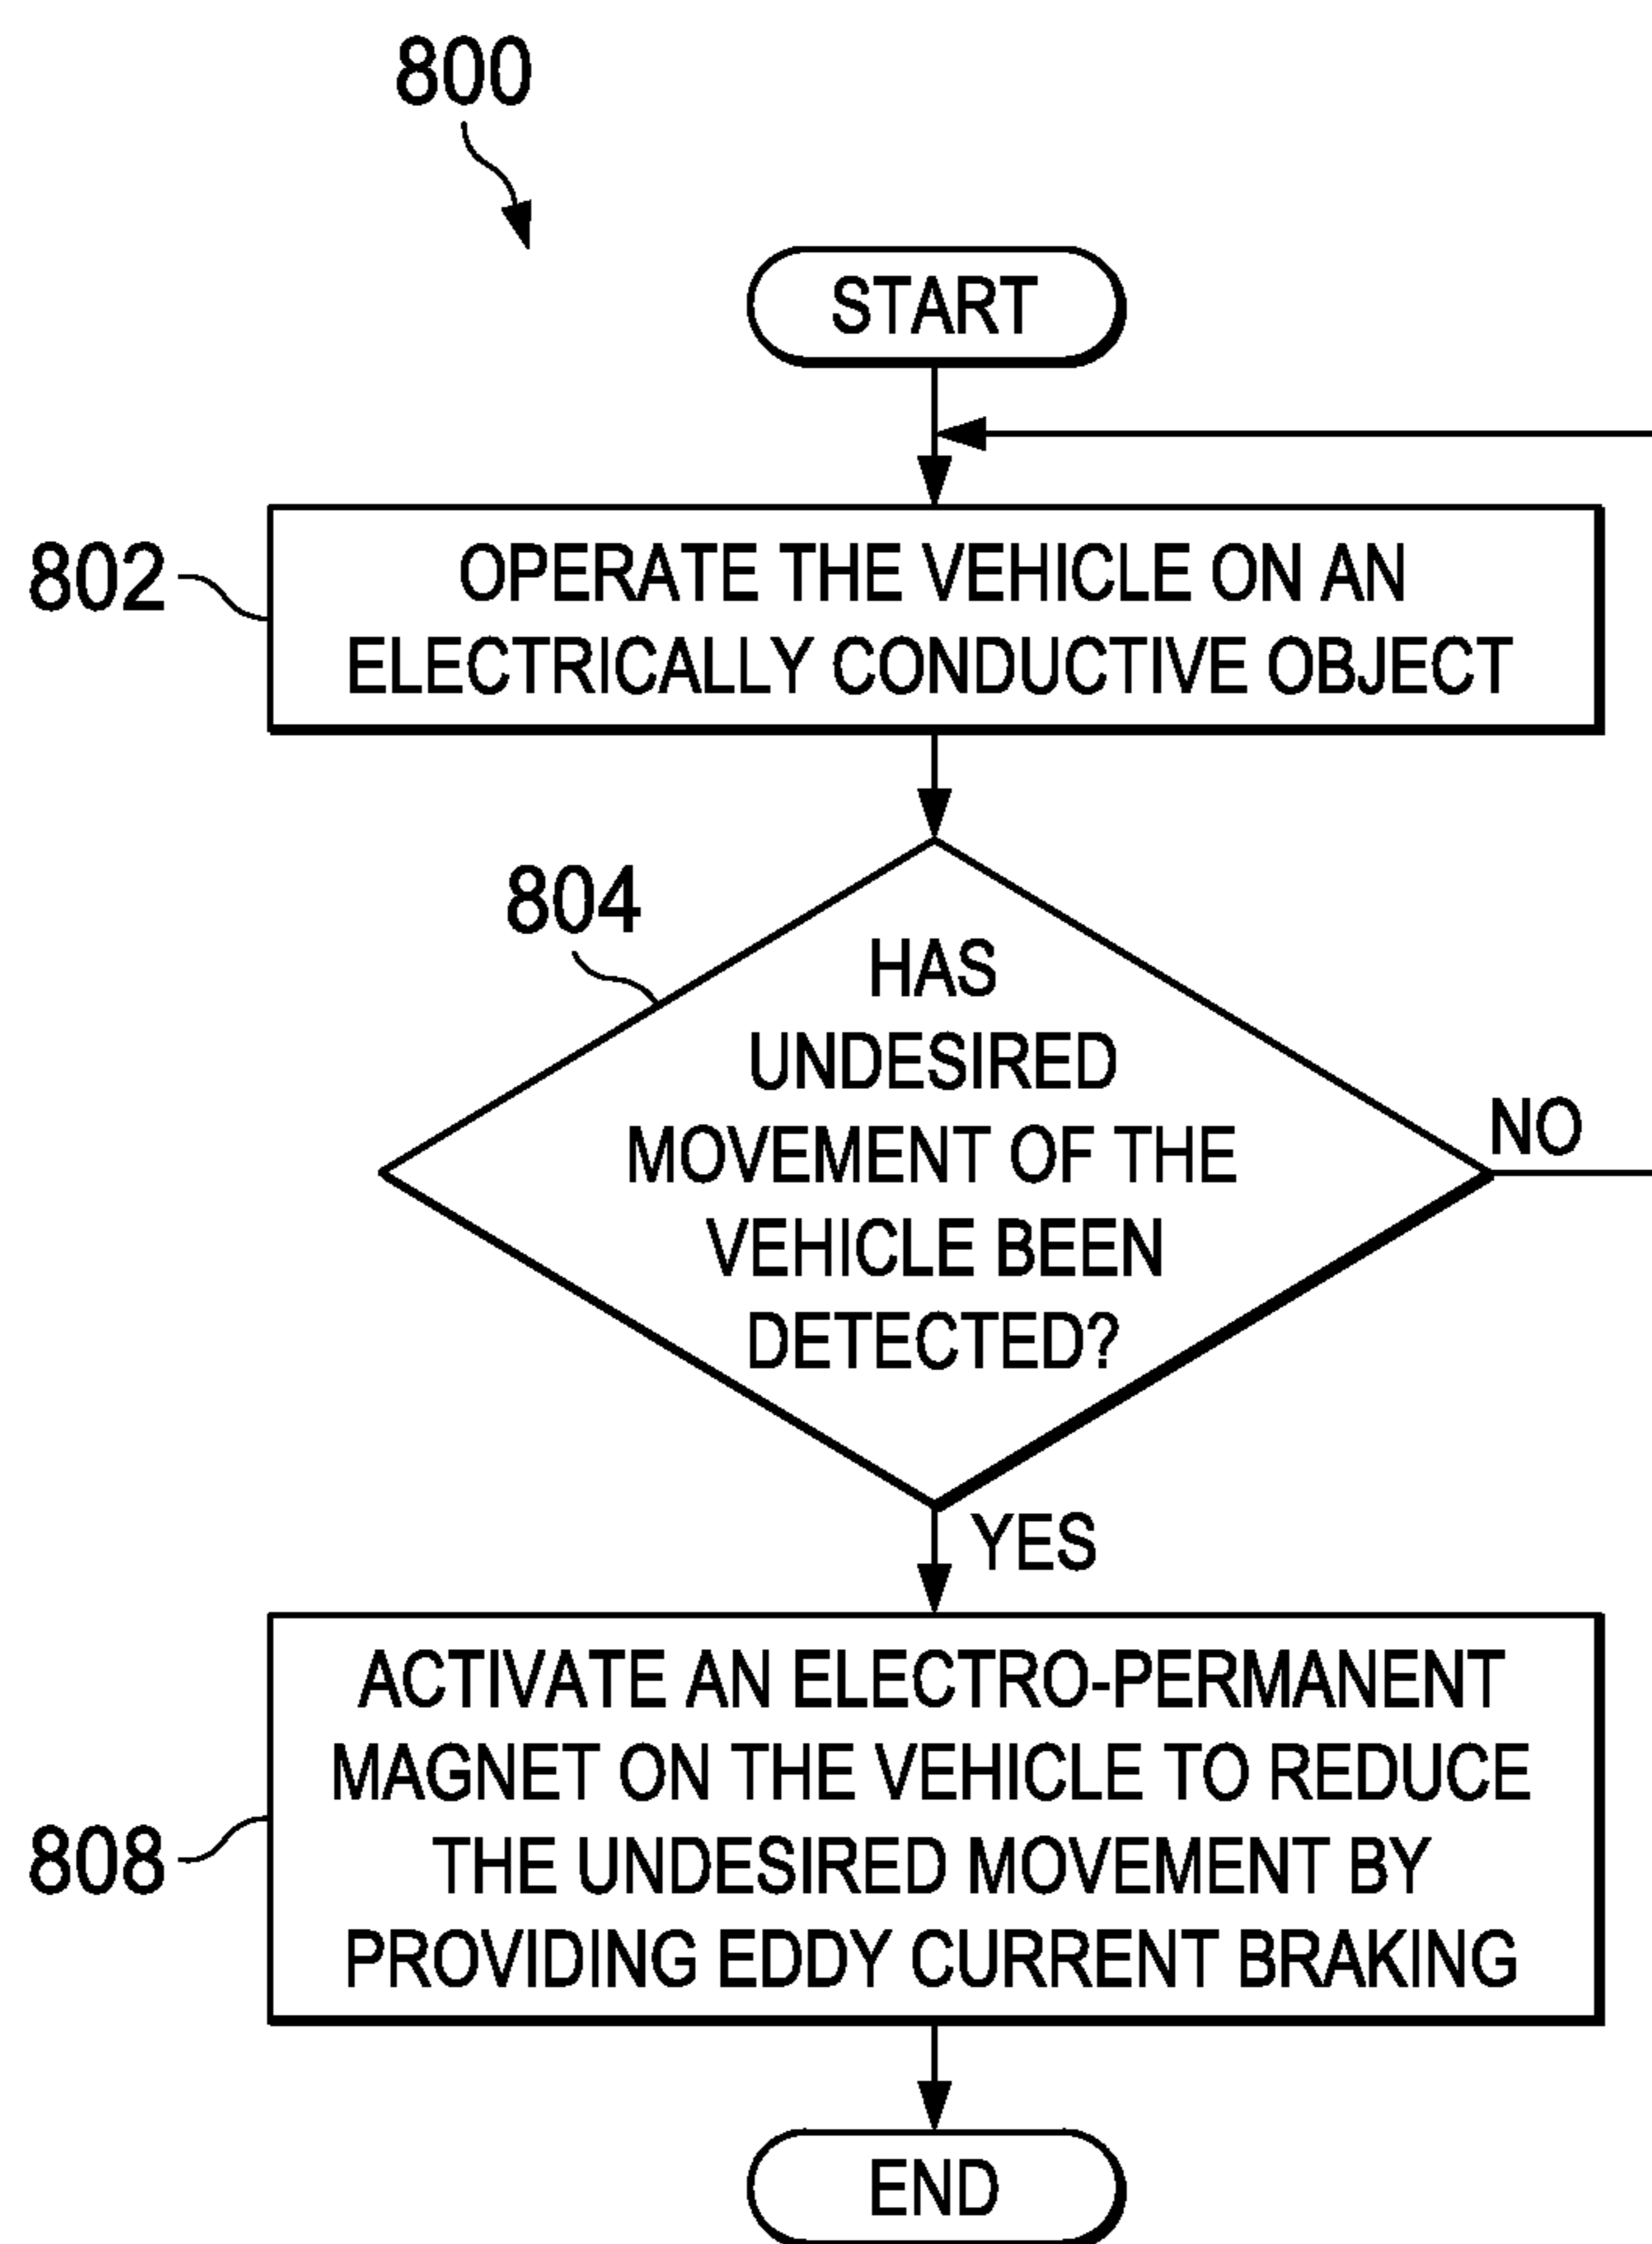 800
START
802
OPERATE THE VEHICLE ON AN
ELECTRICALLY CONDUCTIVE OBJECT
804
HAS
UNDESIRED
MOVEMENT OF THE
VEHICLE BEEN
DETECTED?
NO
YES
808
ACTIVATE AN ELECTRO-PERMANENT
MAGNET ON THE VEHICLE TO REDUCE
THE UNDESIRED MOVEMENT BY
PROVIDING EDDY CURRENT BRAKING
END